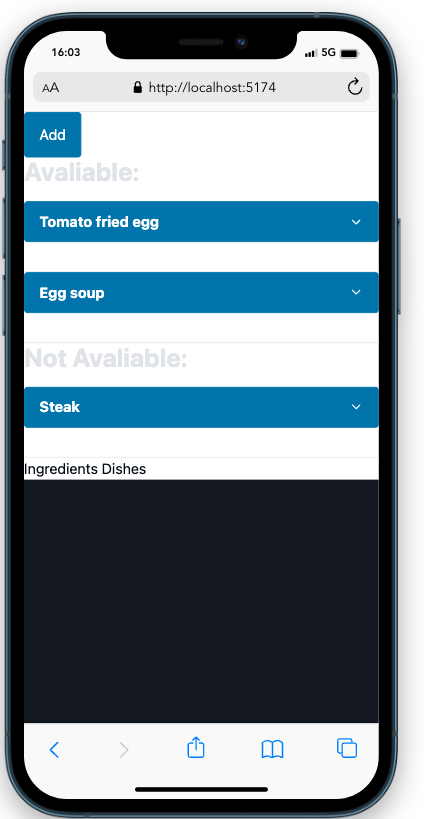 16:03 5G
AA http://localhost:5174
Add
Avaliable:
Tomato fried egg
Egg soup
Not Avaliable:
Steak
Ingredients Dishes